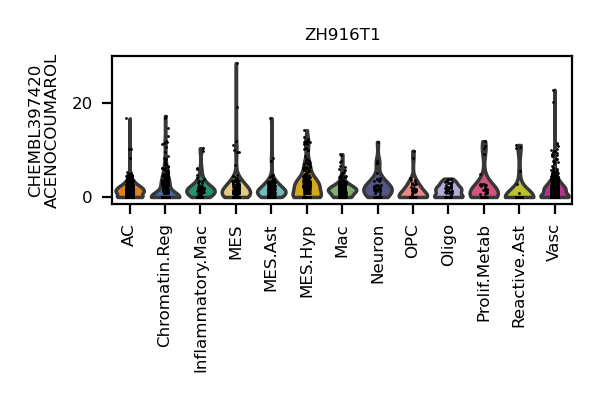 ZH916T1
CHEMBL397420
ACENOCOUMAROL
20
0
AC
Chromatin.Reg
Inflammatory.Mac
MES
MES.Ast
MES.Hyp
Mac
Neuron
OPC
Oligo
Prolif.Metab
Reactive.Ast
Vasc